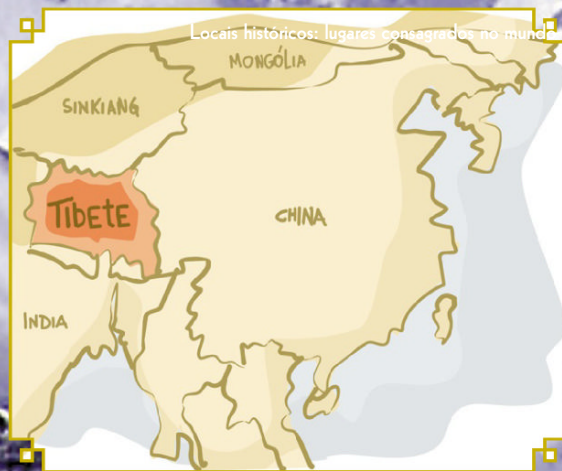 Locais históricos: lugares consagrados no mundo
MONGÓLIA
SINKIANG
TIBETE
CHINA
INDIA